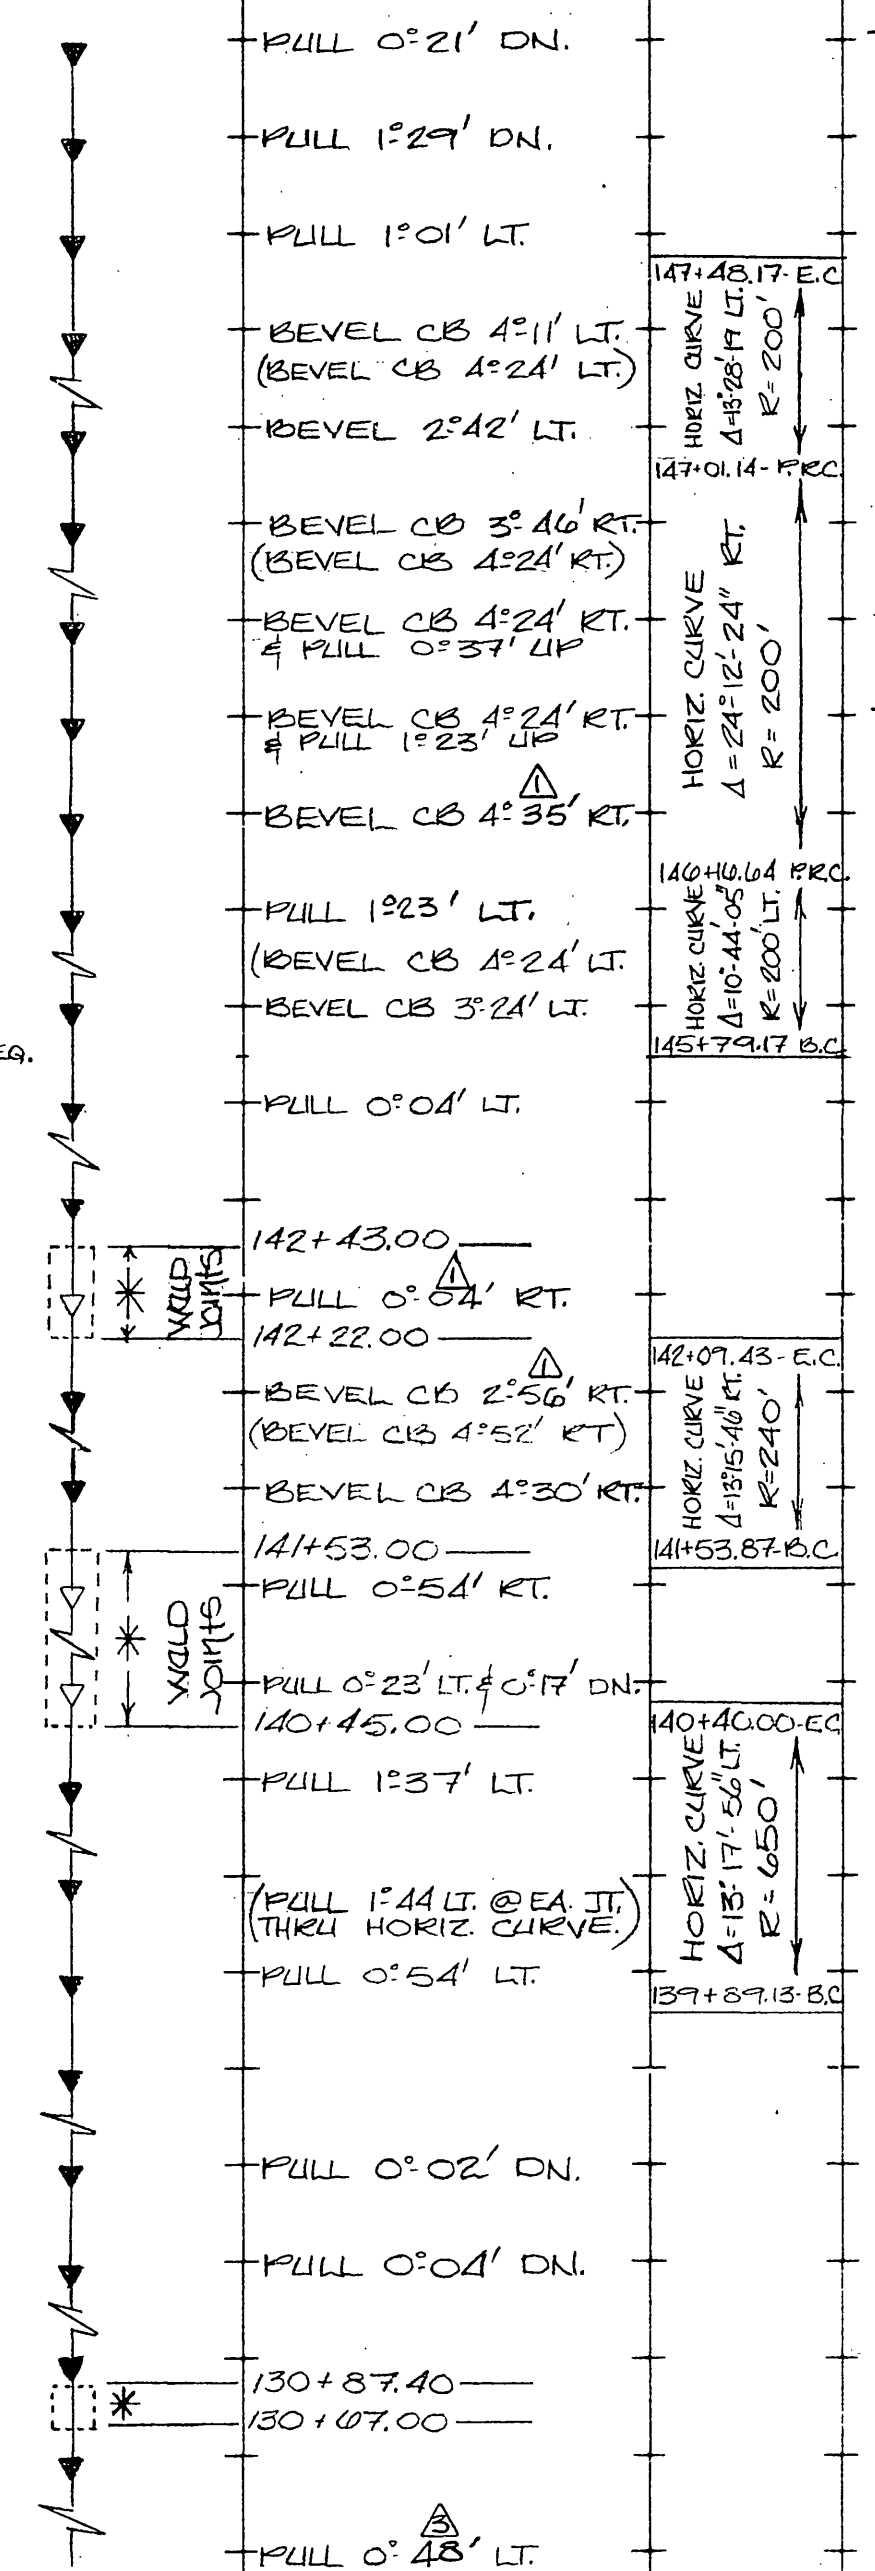 PULL 0°-21' DN.
PULL 1°-29' DN.
PULL 1°-01' LT.
147+48.17- E.C
HORIZ. CURVE
Δ=13°-28'-19 LT.
R=200'
BEVEL CB 4°-11' LT.
(BEVEL CB 4°-24' LT.)
BEVEL 2°-42' LT.
147+01.14- P.R.C.
BEVEL CB 3°-46' RT.
(BEVEL CB 4°-24' RT.)
HORIZ. CURVE
Δ=24°-12'-24" RT.
R=200'
BEVEL CB 4°-24' RT.
& PULL 0°-37' UP
BEVEL CB 4°-24' RT.
& PULL 1°-23' UP
1
BEVEL CB 4°-35' RT.
146+16.64 P.R.C.
PULL 1°-23' LT.
HORIZ. CURVE
Δ=10°-44'-05"
R=200' LT.
(BEVEL CB 4°-24' LT.
BEVEL CB 3°-24' LT.
EQ.
145+79.17 B.C.
PULL 0°-04' LT.
142+43.00
WELD
JOINTS
1
PULL 0°-04' RT.
142+22.00
142+09.43- E.C.
1
BEVEL CB 2°-56' RT.
(BEVEL CB 4°-52' RT)
HORIZ. CURVE
Δ=13°-15'-46" RT.
R=240'
BEVEL CB 4°-30' RT.
141+53.00
141+53.87-B.C.
PULL 0°-54' RT.
WELD
JOINTS
PULL 0°-23' LT. & 0°-17' DN.
140+45.00
140+40.00-EC
PULL 1°-37' LT.
HORIZ. CURVE
Δ=13°-17'-56" LT.
R=650'
(PULL 1°-44 LT. @ EA. JT.
THRU HORIZ. CURVE.)
PULL 0°-54' LT.
139+89.13-B.C
PULL 0°-02' DN.
PULL 0°-04' DN.
130+87.40
130+67.00
3
PULL 0°-48' LT.